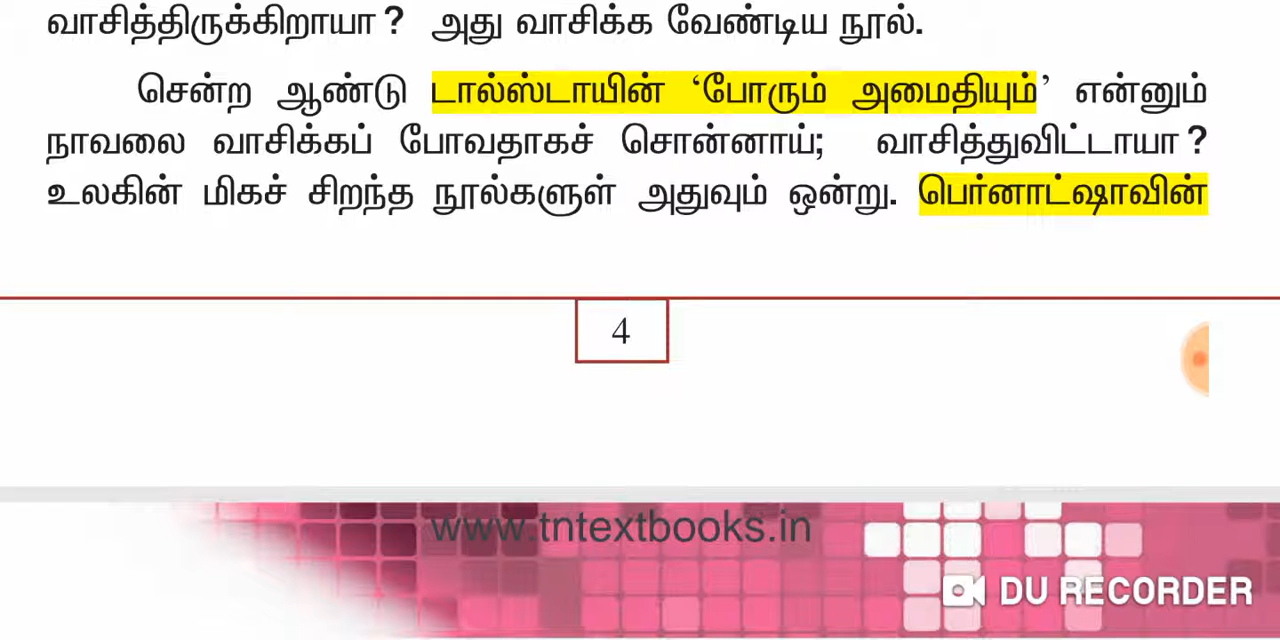 வாசித்திருக்கிறாயா? அது வாசிக்க வேண்டிய நூல்.
சென்ற ஆண்டு டால்ஸ்டாயின் ‘போரும் அமைதியும்’ என்னும்
நாவலை வாசிக்கப் போவதாகச் சொன்னாய்; வாசித்துவிட்டாயா?
உலகின் மிகச் சிறந்த நூல்களுள் அதுவும் ஒன்று. பெர்னாட்ஷாவின்
4
www.tntextbooks.in
DU RECORDER